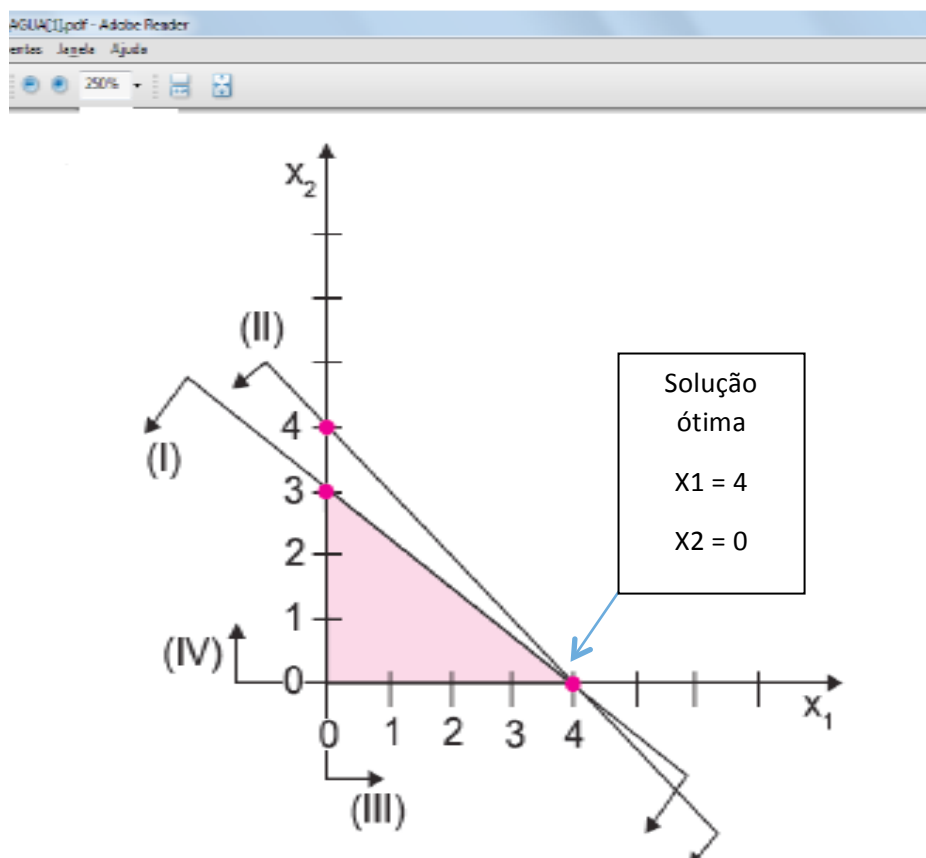 AGUA[1].pdf - Adobe Reader
entas Janela Ajuda
250%
X2
(II)
(I)
4
3
2
1
0
(IV)
0 1 2 3 4
X1
(III)
Solução
ótima
X1 = 4
X2 = 0